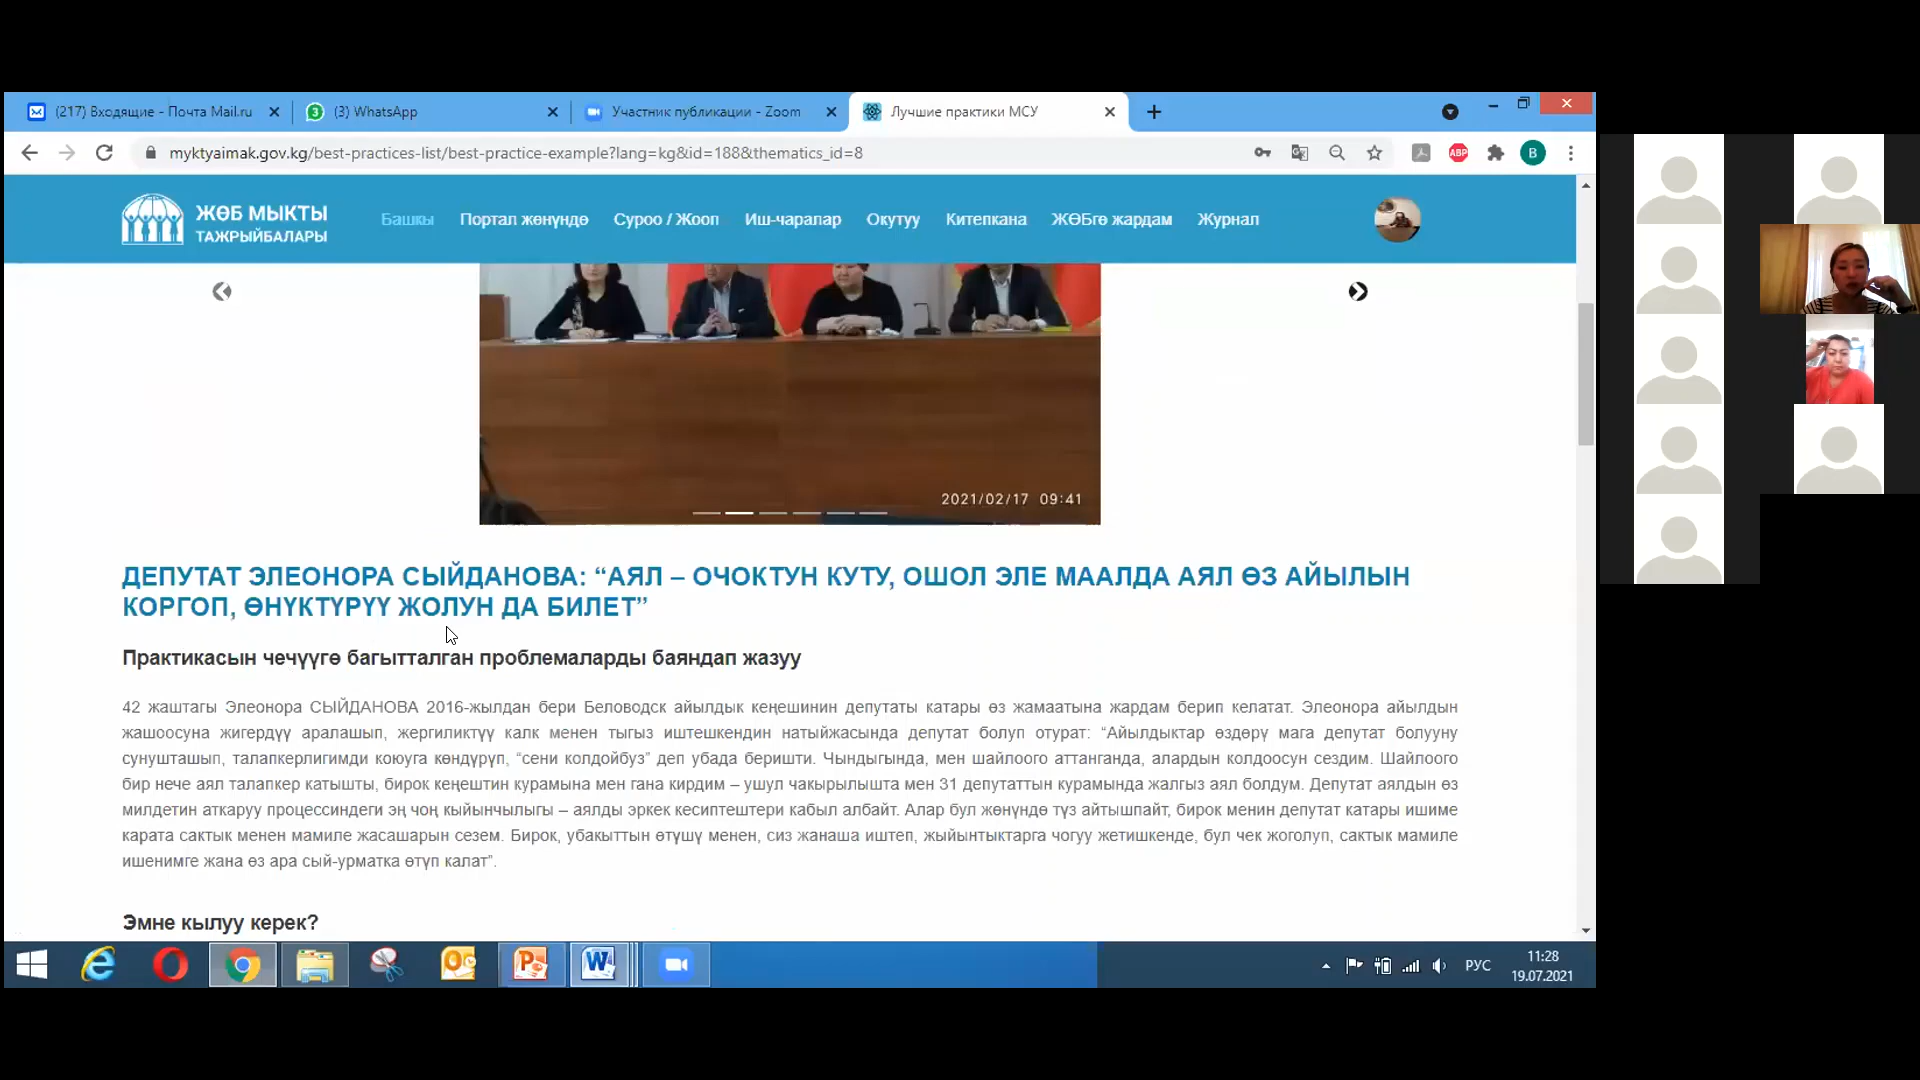 (217) Входящие - Почта Mail.ru
3
(3) WhatsApp
Участник публикации - Zoom
Лучшие практики МСУ
myktyaimak.gov.kg/best-practices-list/best-practice-example?lang=kg&id=188&thematics_id=8
ABP
B
ЖӨБ МЫКТЫ
ТАЖРЫЙБАЛАРЫ
Башкы
Портал жөнүндө
Суроо / Жооп
Иш-чаралар
Окутуу
Китепкана
ЖӨБгө жардам
Журнал
2021/02/17 09:41
ДЕПУТАТ ЭЛЕОНОРА СЫЙДАНОВА: “АЯЛ – ОЧОКТУН КУТУ, ОШОЛ ЭЛЕ МААЛДА АЯЛ ӨЗ АЙЫЛЫН
КОРГОП, ӨНҮКТҮРҮҮ ЖОЛУН ДА БИЛЕТ”
Практикасын чечүүгө багытталган проблемаларды баяндап жазуу
42 жаштагы Элеонора СЫЙДАНОВА 2016-жылдан бери Беловодск айылдык кеңешинин депутаты катары өз жамаатына жардам берип келатат. Элеонора айылдын
жашоосуна жигердүү аралашып, жергиликтүү калк менен тыгыз иштешкендин натыйжасында депутат болуп отурат: “Айылдыктар өздөрү мага депутат болууну
сунушташып, талапкерлигимди коюуга көндүрүп, “сени колдойбуз” деп убада беришти. Чындыгында, мен шайлоого аттанганда, алардын колдоосун сездим. Шайлоого
бир нече аял талапкер катышты, бирок кеңештин курамына мен гана кирдим – ушул чакырылышта мен 31 депутаттын курамында жалгыз аял болдум. Депутат аялдын өз
милдетин аткаруу процессиндеги эң чоң кыйынчылыгы – аялды эркек кесиптештери кабыл албайт. Алар бул жөнүндө түз айтышпайт, бирок менин депутат катары ишиме
карата сактык менен мамиле жасашарын сезем. Бирок, убакыттын өтүшү менен, сиз жанаша иштеп, жыйынтыктарга чогуу жетишкенде, бул чек жоголуп, сактык мамиле
ишенимге жана өз ара сый-урматка өтүп калат”.
Эмне кылуу керек?
РУС
11:28
19.07.2021